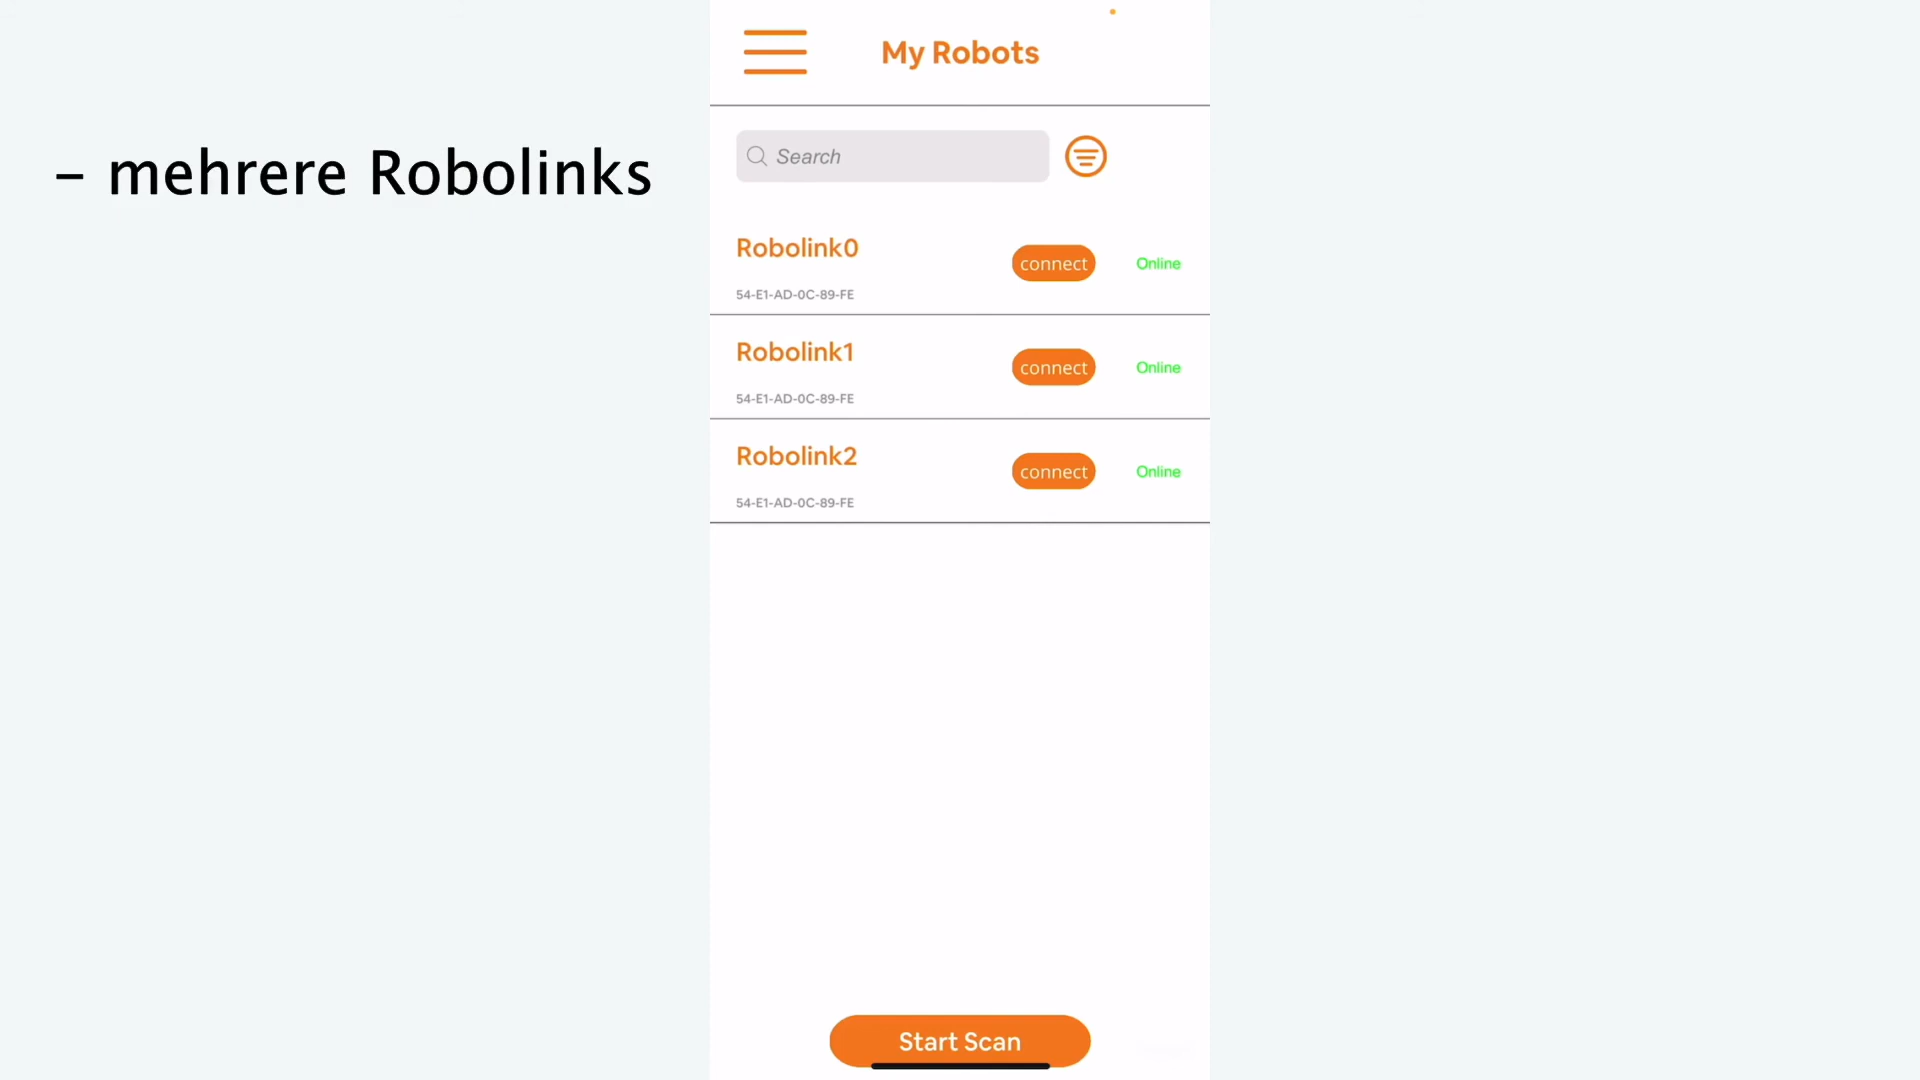 – mehrere Robolinks
My Robots
Search
Robolink0
connect
Online
54-E1-AD-0C-89-FE
Robolink1
connect
Online
54-E1-AD-0C-89-FE
Robolink2
connect
Online
54-E1-AD-0C-89-FE
Start Scan